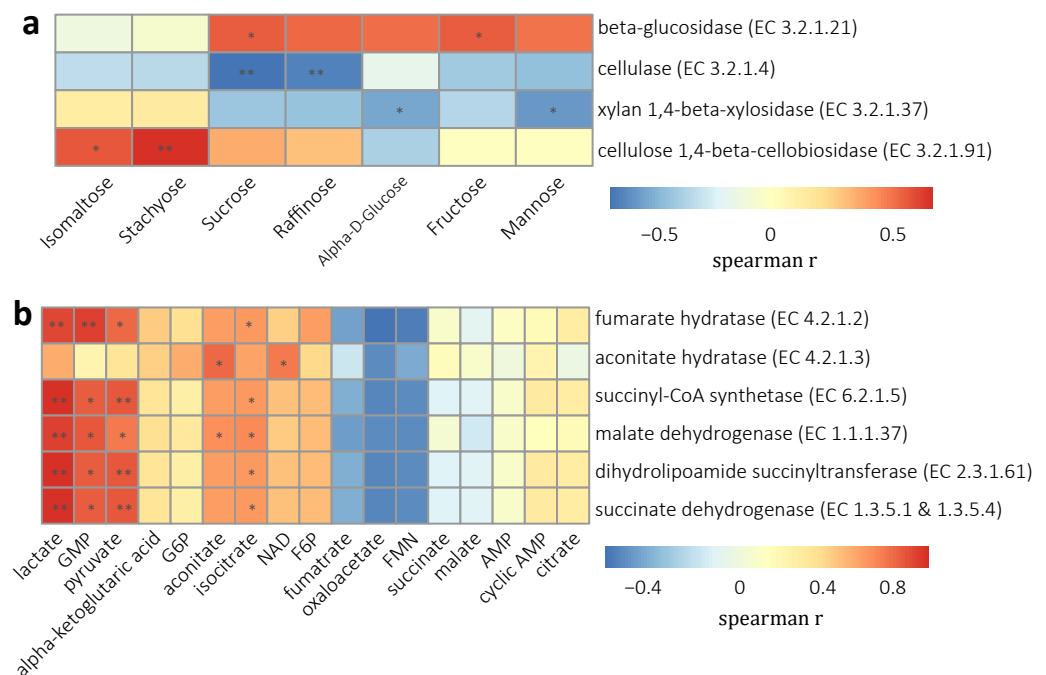 a
* * beta-glucosidase (EC 3.2.1.21)
** ** cellulase (EC 3.2.1.4)
* * xylan 1,4-beta-xylosidase (EC 3.2.1.37)
* ** cellulose 1,4-beta-cellobiosidase (EC 3.2.1.91)
Isomaltose
Stachyose
Sucrose
Raffinose
Alpha-D-Glucose
Fructose
Mannose
−0.5 0 0.5
spearman r
b
** ** * * fumarate hydratase (EC 4.2.1.2)
* * aconitate hydratase (EC 4.2.1.3)
** * ** * succinyl-CoA synthetase (EC 6.2.1.5)
** * * * * malate dehydrogenase (EC 1.1.1.37)
** * ** * dihydrolipoamide succinyltransferase (EC 2.3.1.61)
** * ** * succinate dehydrogenase (EC 1.3.5.1 & 1.3.5.4)
lactate
GMP
pyruvate
alpha-ketoglutaric acid
G6P
aconitate
isocitrate
NAD
F6P
fumatrate
oxaloacetate
FMN
succinate
malate
AMP
cyclic AMP
citrate
−0.4 0 0.4 0.8
spearman r